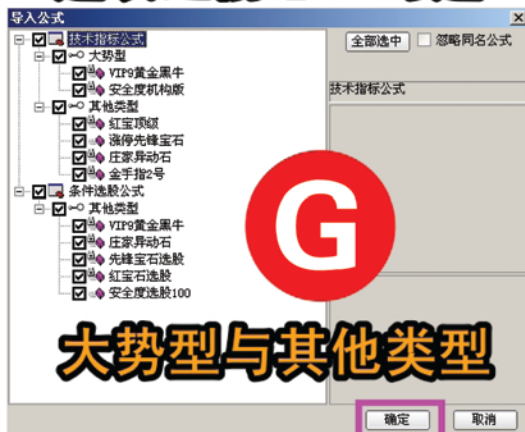 导入公式
全部选中
忽略同名公式
技术指标公式
技术指标公式
大势型
VIP9黄金黑牛
安全度机构版
其他类型
红宝顶级
涨停先锋宝石
庄家异动石
金手指2号
条件选股公式
其他类型
VIP9黄金黑牛
庄家异动石
先锋宝石选股
红宝石选股
安全度选股100
G
大势型与其他类型
确定
取消